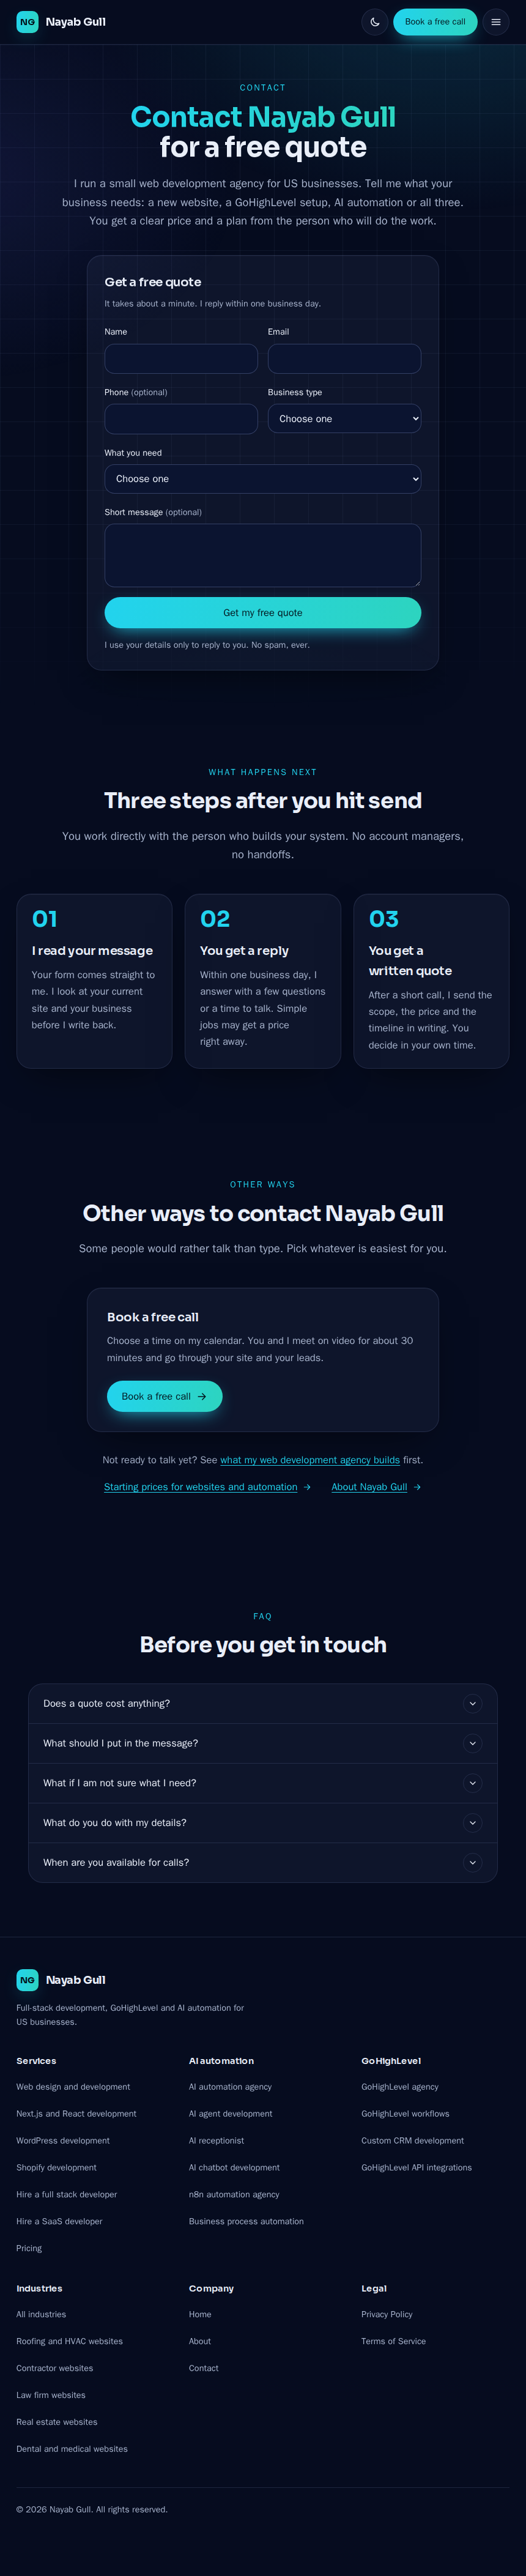 NG Nayab Gull
Book a free call
CONTACT
Contact Nayab Gull
for a free quote
I run a small web development agency for US businesses. Tell me what your
business needs: a new website, a GoHighLevel setup, AI automation or all three.
You get a clear price and a plan from the person who will do the work.
Get a free quote
It takes about a minute. I reply within one business day.
Name
Email
Phone (optional)
Business type
Choose one
What you need
Choose one
Short message (optional)
Get my free quote
I use your details only to reply to you. No spam, ever.
WHAT HAPPENS NEXT
Three steps after you hit send
You work directly with the person who builds your system. No account managers,
no handoffs.
01
I read your message
Your form comes straight to
me. I look at your current
site and your business
before I write back.
02
You get a reply
Within one business day, I
answer with a few questions
or a time to talk. Simple
jobs may get a price
right away.
03
You get a
written quote
After a short call, I send the
scope, the price and the
timeline in writing. You
decide in your own time.
OTHER WAYS
Other ways to contact Nayab Gull
Some people would rather talk than type. Pick whatever is easiest for you.
Book a free call
Choose a time on my calendar. You and I meet on video for about 30
minutes and go through your site and your leads.
Book a free call →
Not ready to talk yet? See what my web development agency builds first.
Starting prices for websites and automation →
About Nayab Gull →
FAQ
Before you get in touch
Does a quote cost anything?
What should I put in the message?
What if I am not sure what I need?
What do you do with my details?
When are you available for calls?
NG Nayab Gull
Full-stack development, GoHighLevel and AI automation for
US businesses.
Services
Web design and development
Next.js and React development
WordPress development
Shopify development
Hire a full stack developer
Hire a SaaS developer
Pricing
AI automation
AI automation agency
AI agent development
AI receptionist
AI chatbot development
n8n automation agency
Business process automation
GoHighLevel
GoHighLevel agency
GoHighLevel workflows
Custom CRM development
GoHighLevel API integrations
Industries
All industries
Roofing and HVAC websites
Contractor websites
Law firm websites
Real estate websites
Dental and medical websites
Company
Home
About
Contact
Legal
Privacy Policy
Terms of Service
© 2026 Nayab Gull. All rights reserved.